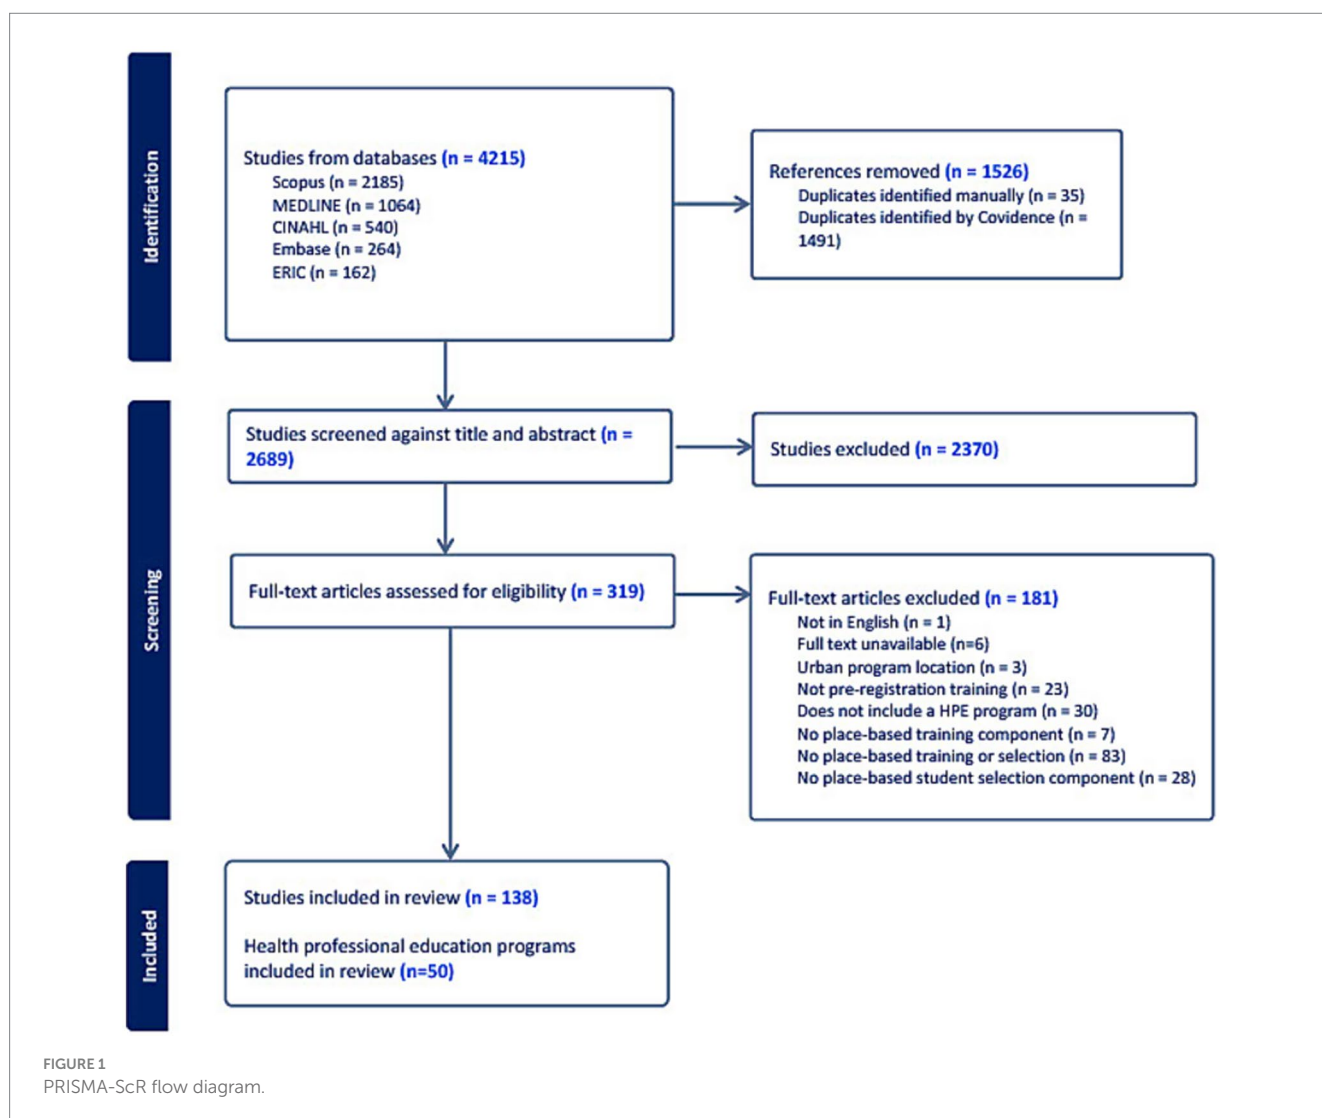 Identification
Studies from databases (n = 4215)
Scopus (n = 2185)
MEDLINE (n = 1064)
CINAHL (n = 540)
Embase (n = 264)
ERIC (n = 162)
References removed (n = 1526)
Duplicates identified manually (n = 35)
Duplicates identified by Covidence (n =
1491)
Screening
Studies screened against title and abstract (n =
2689)
Studies excluded (n = 2370)
Full-text articles assessed for eligibility (n = 319)
Full-text articles excluded (n = 181)
Not in English (n = 1)
Full text unavailable (n=6)
Urban program location (n = 3)
Not pre-registration training (n = 23)
Does not include a HPE program (n = 30)
No place-based training component (n = 7)
No place-based training or selection (n = 83)
No place-based student selection component (n = 28)
Included
Studies included in review (n = 138)
Health professional education programs
included in review (n=50)
FIGURE 1
PRISMA-ScR flow diagram.